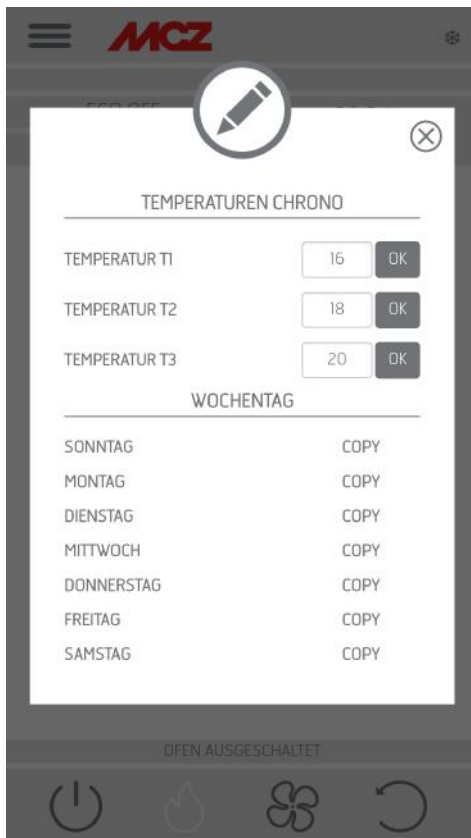 MCZ
TEMPERATUREN CHRONO
TEMPERATUR T1 16 OK
TEMPERATUR T2 18 OK
TEMPERATUR T3 20 OK
WOCHENTAG
SONNTAG COPY
MONTAG COPY
DIENSTAG COPY
MITTWOCH COPY
DONNERSTAG COPY
FREITAG COPY
SAMSTAG COPY
OFEN AUSGESCHALTET